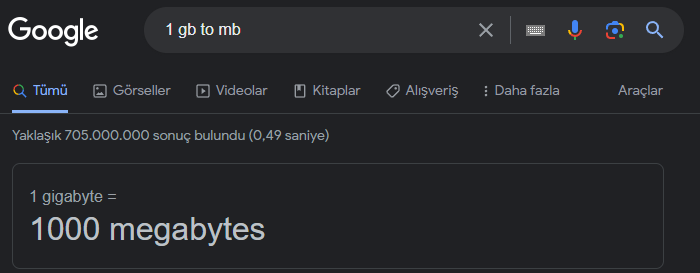 Google 1 gb to mb
Tümü Görseller Videolar Kitaplar Alışveriş Daha fazla Araçlar
Yaklaşık 705.000.000 sonuç bulundu (0,49 saniye)
1 gigabyte =
1000 megabytes